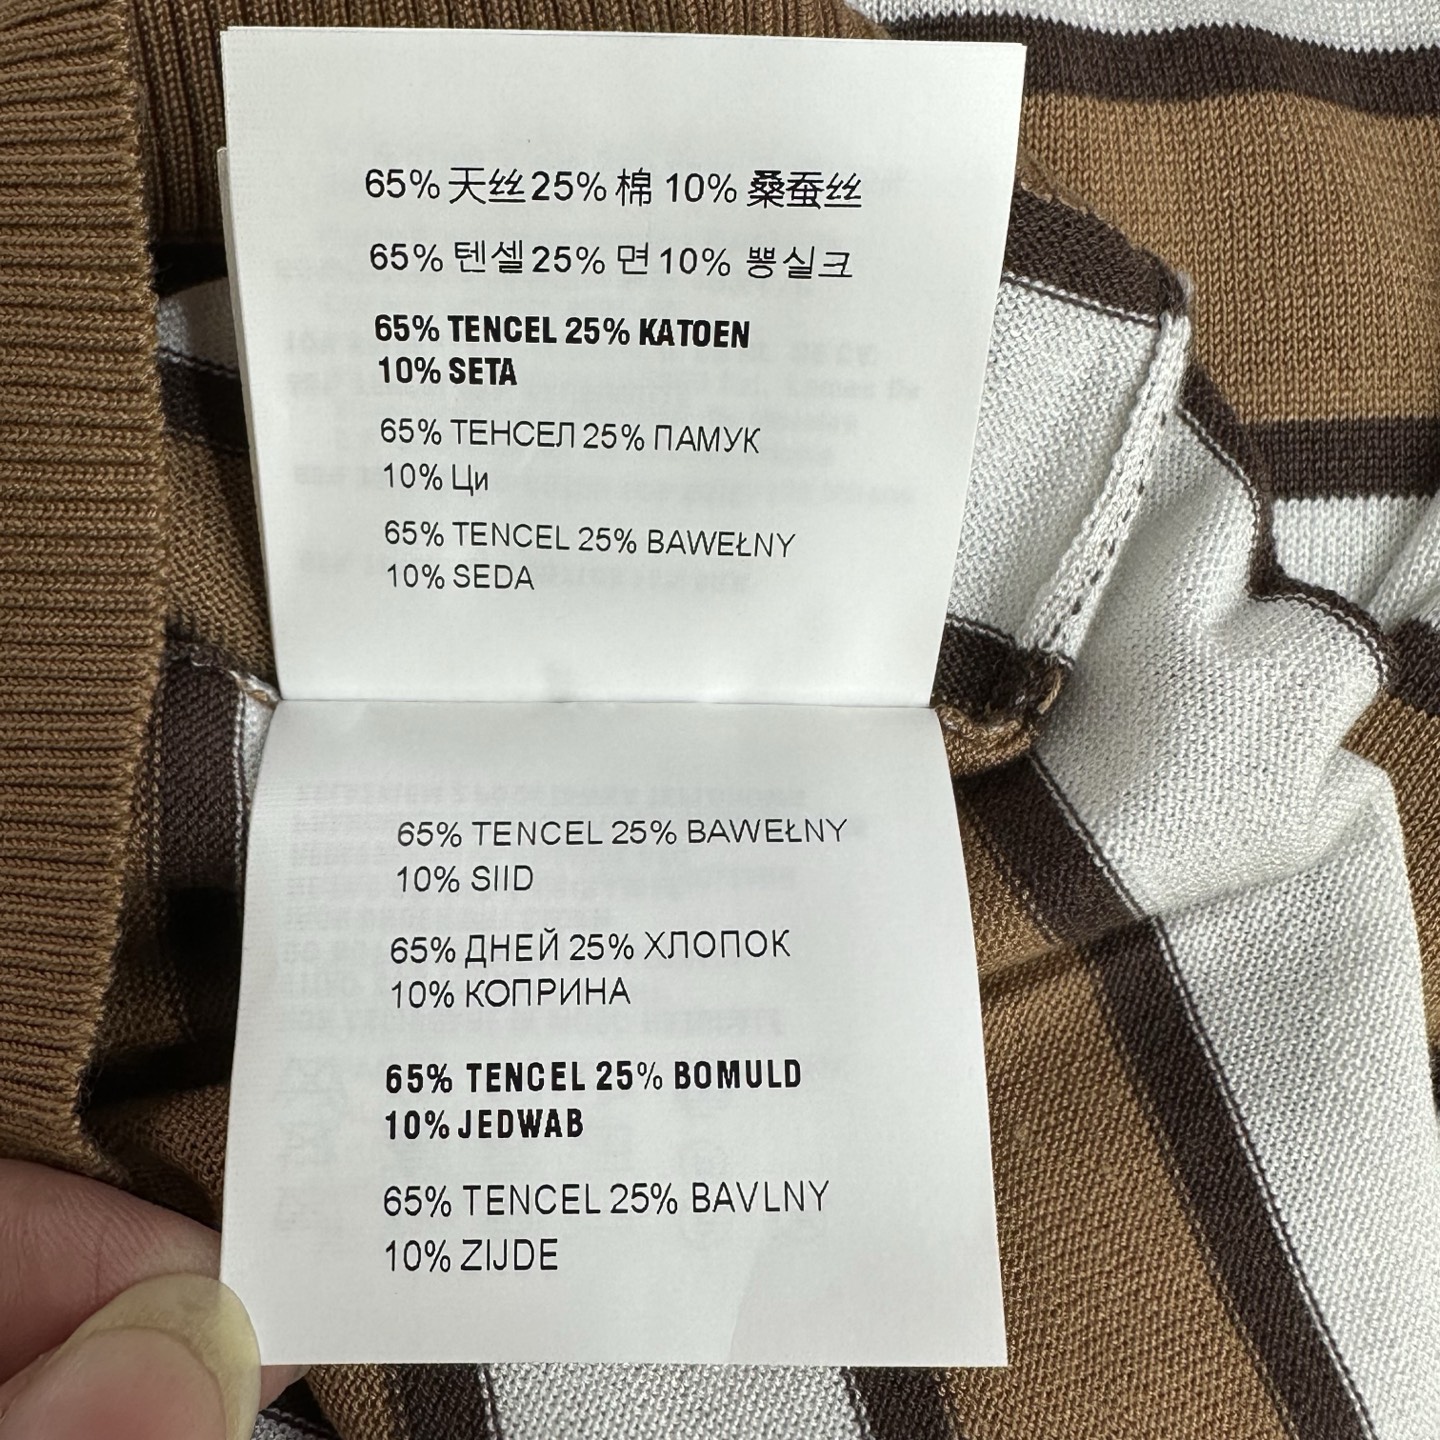 65% 天丝 25% 棉 10% 桑蚕丝
65% 텐셀 25% 면 10% 뽕실크
65% TENCEL 25% KATOEN
10% SETA
65% ТЕНСЕЛ 25% ПАМУК
10% Ци
65% TENCEL 25% BAWEŁNY
10% SEDA
65% TENCEL 25% BAWEŁNY
10% SIID
65% ДНЕЙ 25% ХЛОПОК
10% КОПРИНА
65% TENCEL 25% BOMULD
10% JEDWAB
65% TENCEL 25% BAVLNY
10% ZIJDE